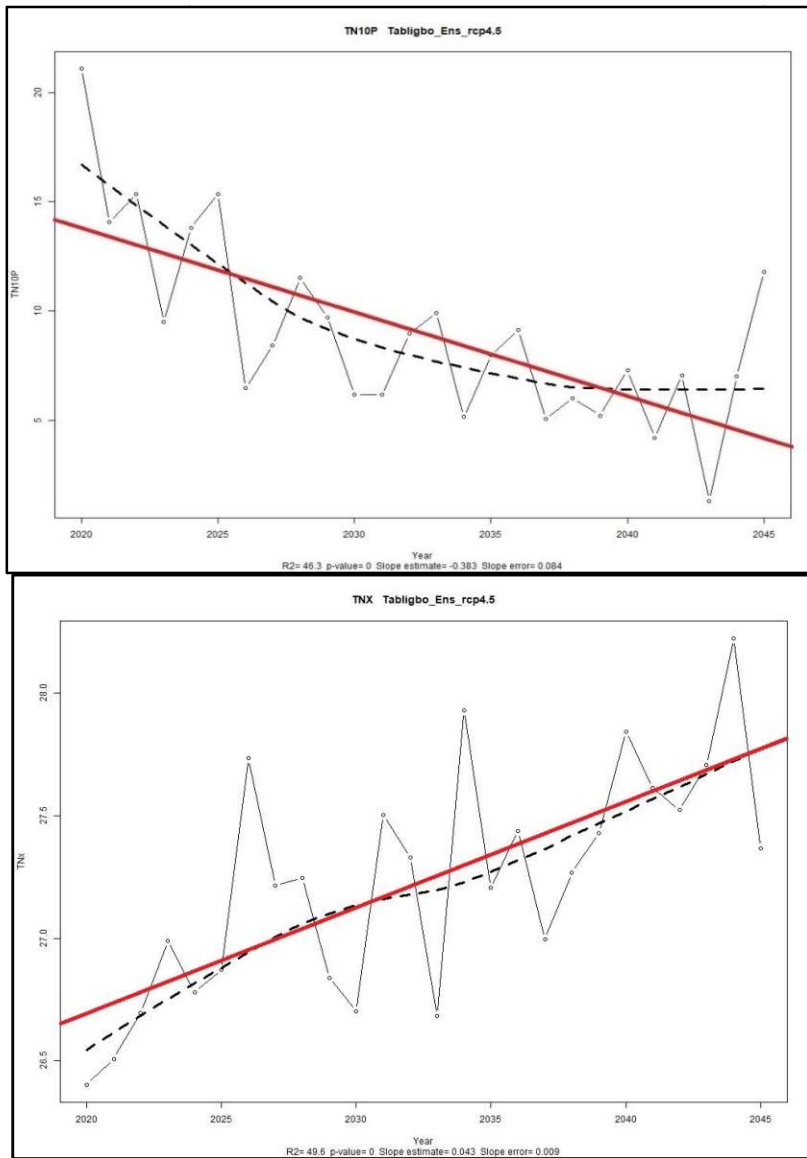 TN10P Tabligbo_Ens_rcp4.5
TN10P
20
15
10
5
2020 2025 2030 2035 2040 2045
Year
R2= 46.3 p-value= 0 Slope estimate= -0.383 Slope error= 0.084
TNX Tabligbo_Ens_rcp4.5
TNx
28.0
27.5
27.0
26.5
2020 2025 2030 2035 2040 2045
Year
R2= 49.6 p-value= 0 Slope estimate= 0.043 Slope error= 0.009